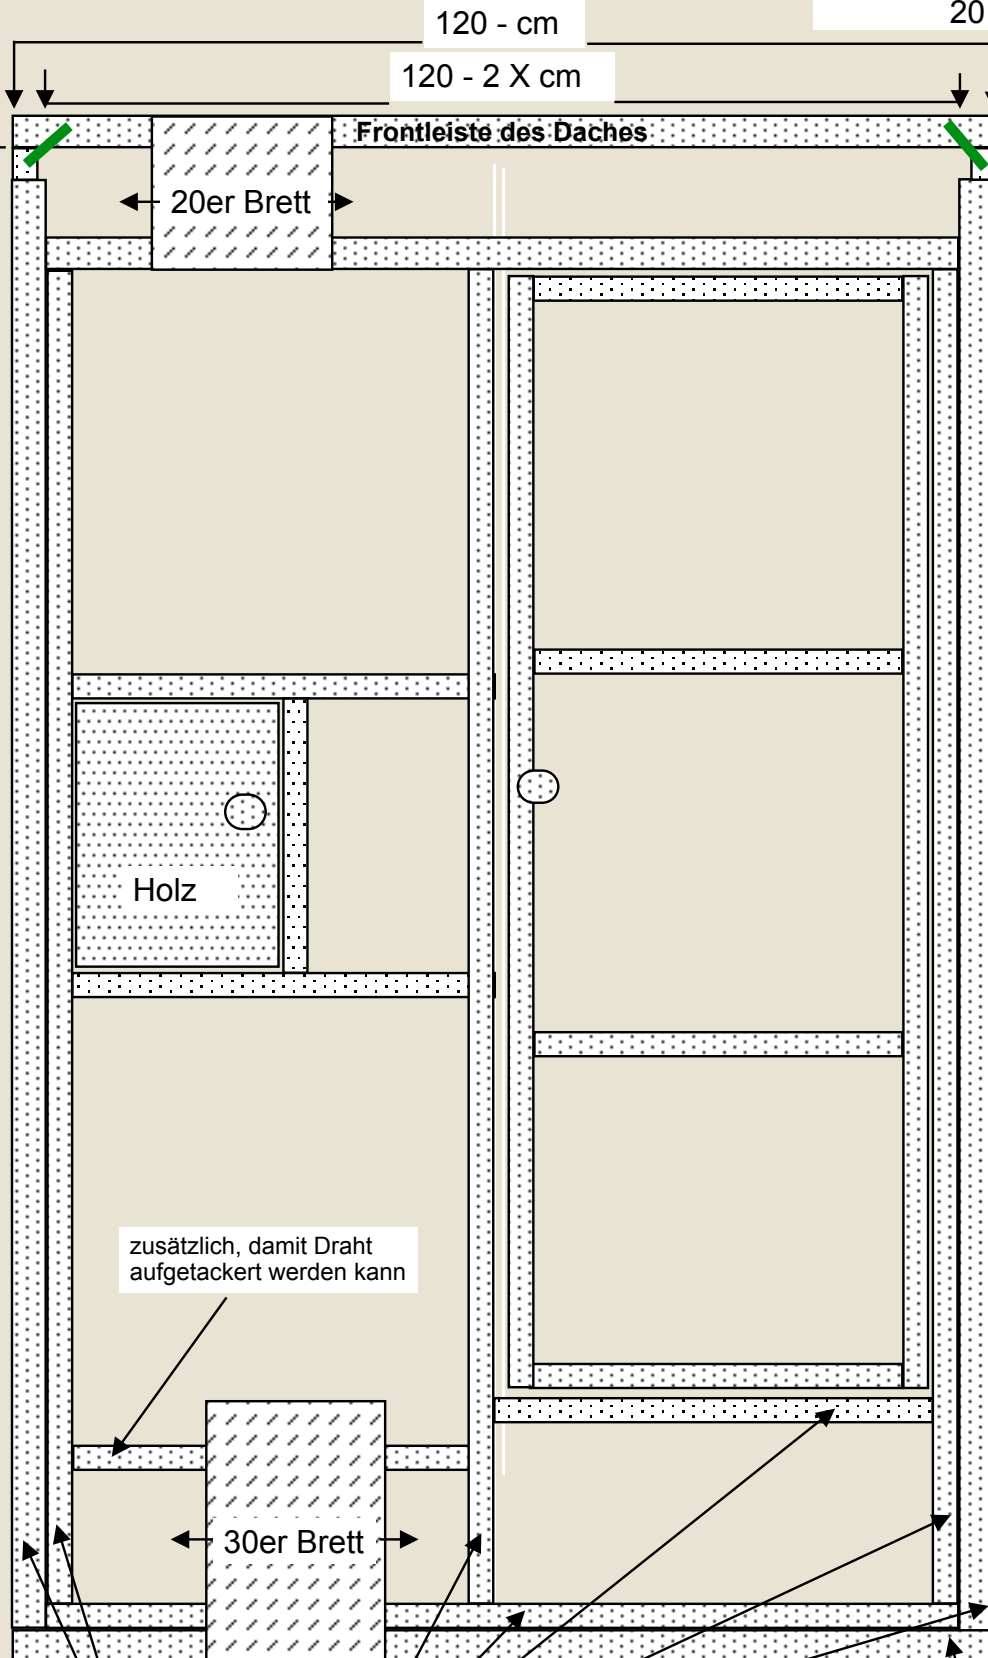 120 - cm
20
120 - 2 X cm
Frontleiste des Daches
20er Brett
Holz
zusätzlich, damit Draht
aufgetackert werden kann
30er Brett